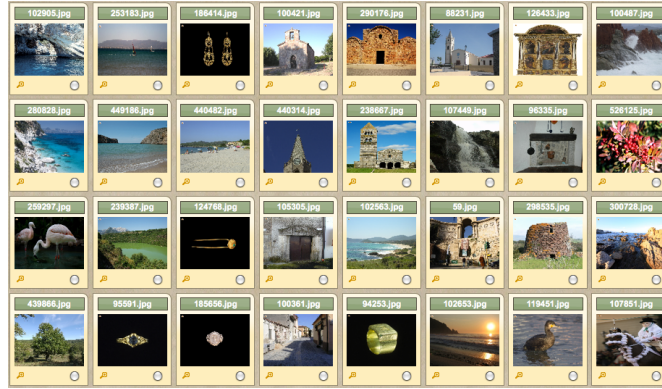 102905.jpg 253183.jpg 186414.jpg 100421.jpg 290176.jpg 88231.jpg 126433.jpg 100487.jpg
280828.jpg 449186.jpg 440482.jpg 440314.jpg 238667.jpg 107449.jpg 96335.jpg 526125.jpg
259297.jpg 239387.jpg 124768.jpg 105305.jpg 102563.jpg 59.jpg 298535.jpg 300728.jpg
439866.jpg 95591.jpg 185656.jpg 100361.jpg 94253.jpg 102653.jpg 119451.jpg 107851.jpg